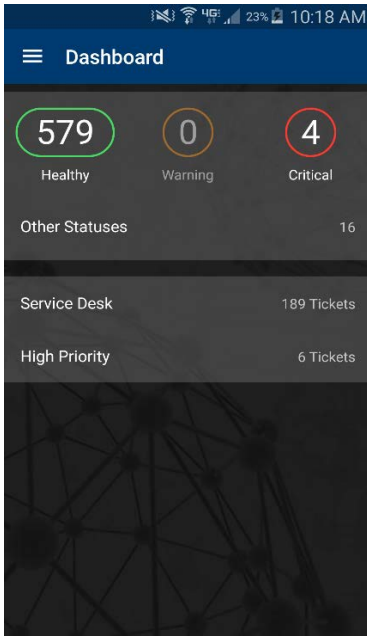 4G 23% 10:18 AM
Dashboard
579 0 4
Healthy Warning Critical
Other Statuses 16
Service Desk 189 Tickets
High Priority 6 Tickets